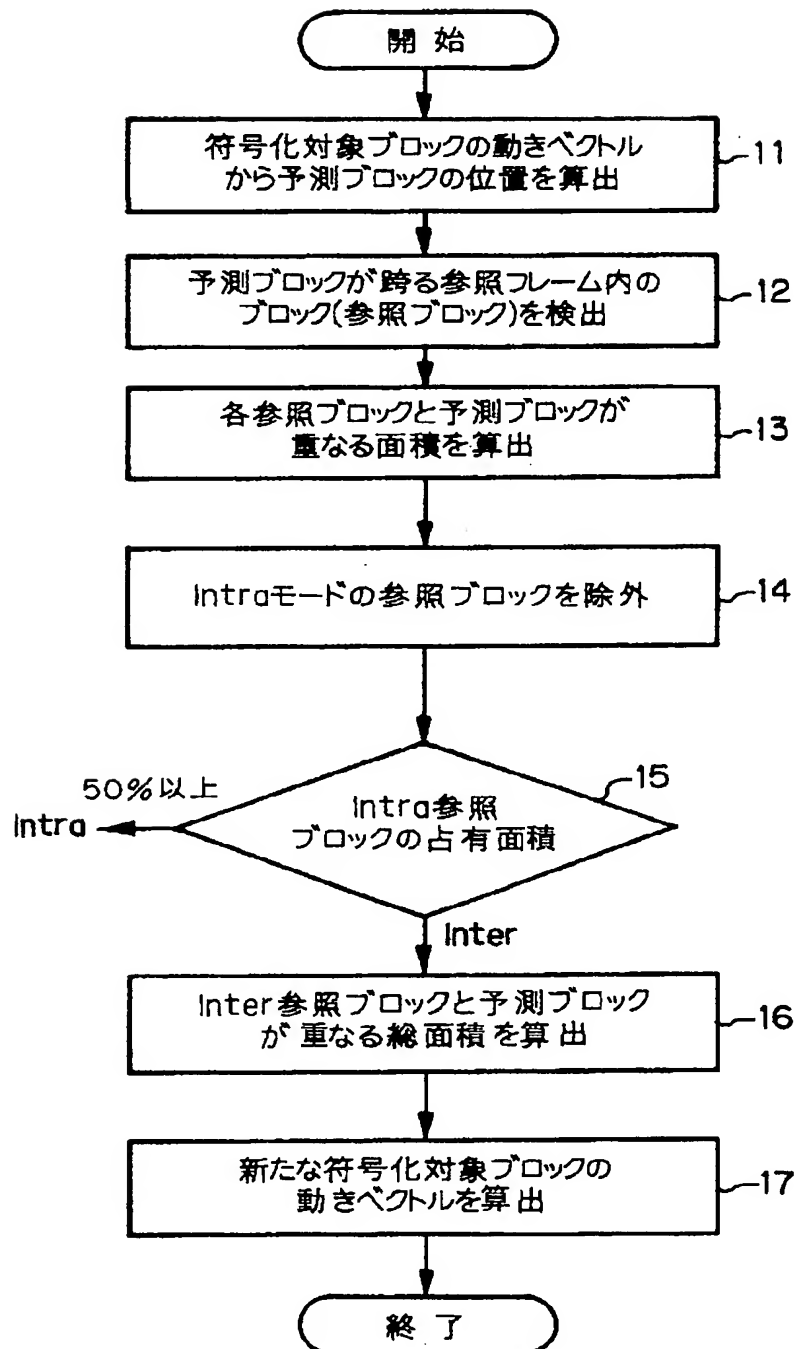 開始
符号化対象ブロックの動きベクトル
から予測ブロックの位置を算出
11
予測ブロックが跨る参照フレーム内の
ブロック(参照ブロック)を検出
12
各参照ブロックと予測ブロックが
重なる面積を算出
13
Intraモードの参照ブロックを除外
14
50%以上
Intra
Intra参照
ブロックの占有面積
15
Inter
Inter参照ブロックと予測ブロック
が重なる総面積を算出
16
新たな符号化対象ブロックの
動きベクトルを算出
17
終了